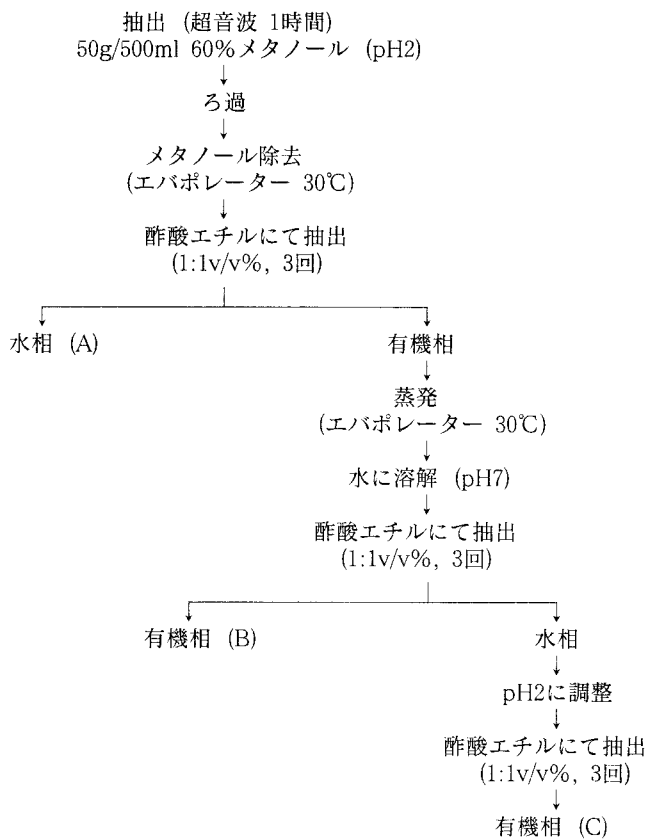 抽出 (超音波 1時間)
50g/500ml 60%メタノール (pH2)
↓
ろ過
↓
メタノール除去
(エバポレーター 30℃)
↓
酢酸エチルにて抽出
(1:1v/v%, 3回)
水相 (A)
有機相
↓
蒸発
(エバポレーター 30℃)
↓
水に溶解 (pH7)
↓
酢酸エチルにて抽出
(1:1v/v%, 3回)
有機相 (B)
水相
↓
pH2に調整
↓
酢酸エチルにて抽出
(1:1v/v%, 3回)
↓
有機相 (C)